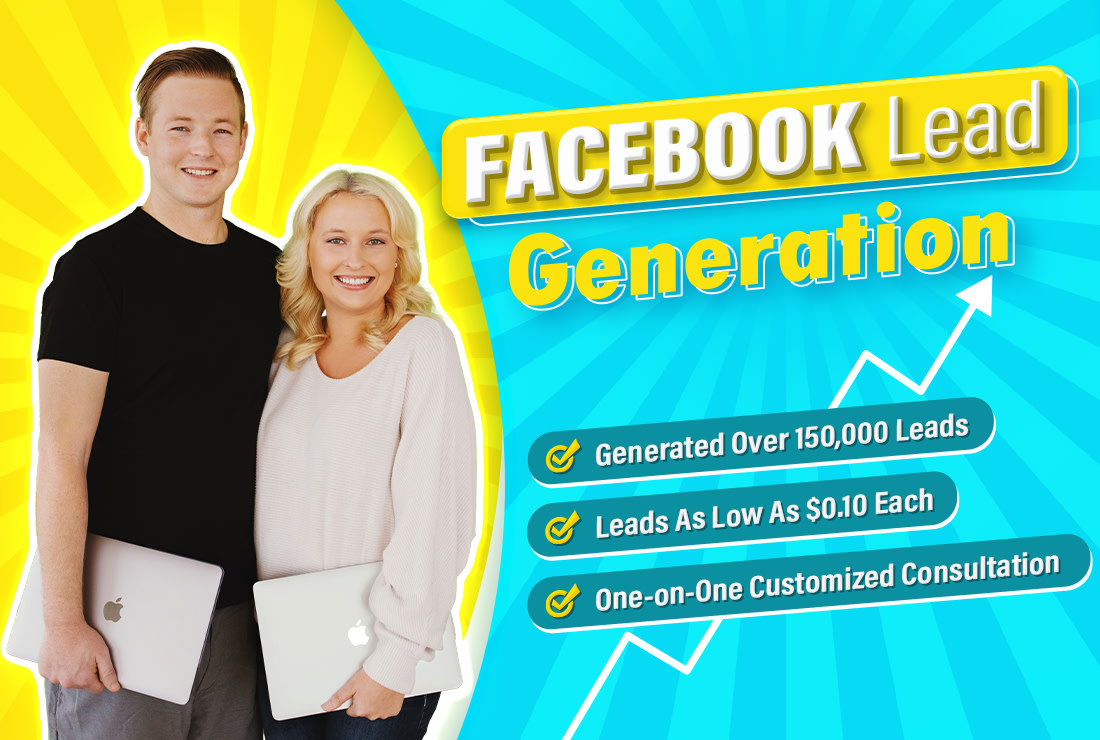 FACEBOOK Lead
Generation
Generated Over 150,000 Leads
Leads As Low As $0.10 Each
One-on-One Customized Consultation